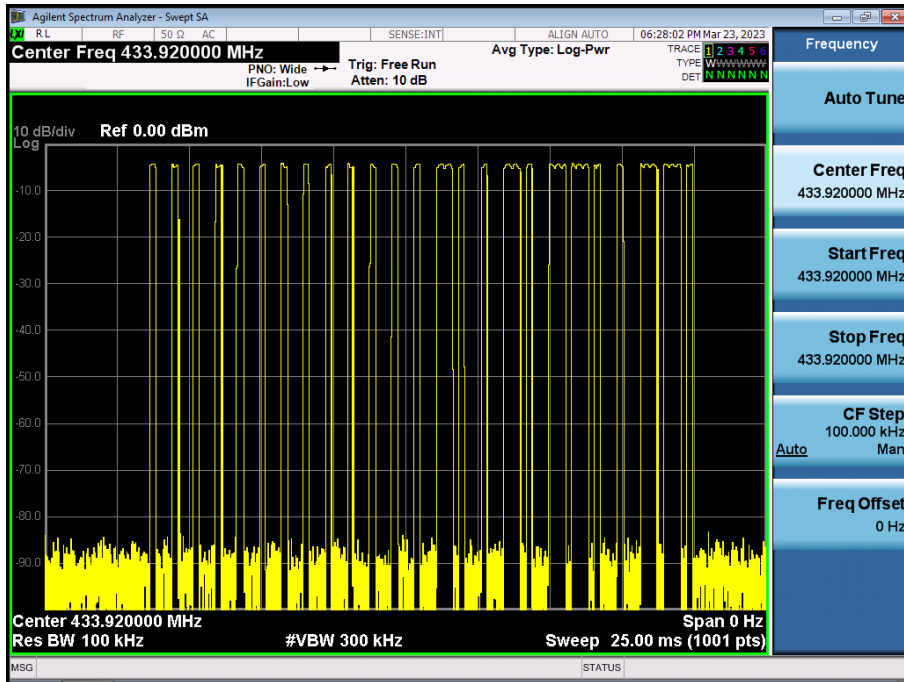 Agilent Spectrum Analyzer - Swept SA
LXI RL RF 50 Ω AC SENSE:INT ALIGN AUTO 06:28:02 PM Mar 23, 2023
Center Freq 433.920000 MHz
PNO: Wide
IFGain:Low
Trig: Free Run
Atten: 10 dB
Avg Type: Log-Pwr
TRACE 1 2 3 4 5 6
TYPE WWWWWW
DET N N N N N N
10 dB/div
Log
Ref 0.00 dBm
-10.0
-20.0
-30.0
-40.0
-50.0
-60.0
-70.0
-80.0
-90.0
Center 433.920000 MHz
Span 0 Hz
Res BW 100 kHz
#VBW 300 kHz
Sweep 25.00 ms (1001 pts)
MSG
STATUS
Frequency
Auto Tune
Center Freq
433.920000 MHz
Start Freq
433.920000 MHz
Stop Freq
433.920000 MHz
CF Step
100.000 kHz
Auto Man
Freq Offset
0 Hz